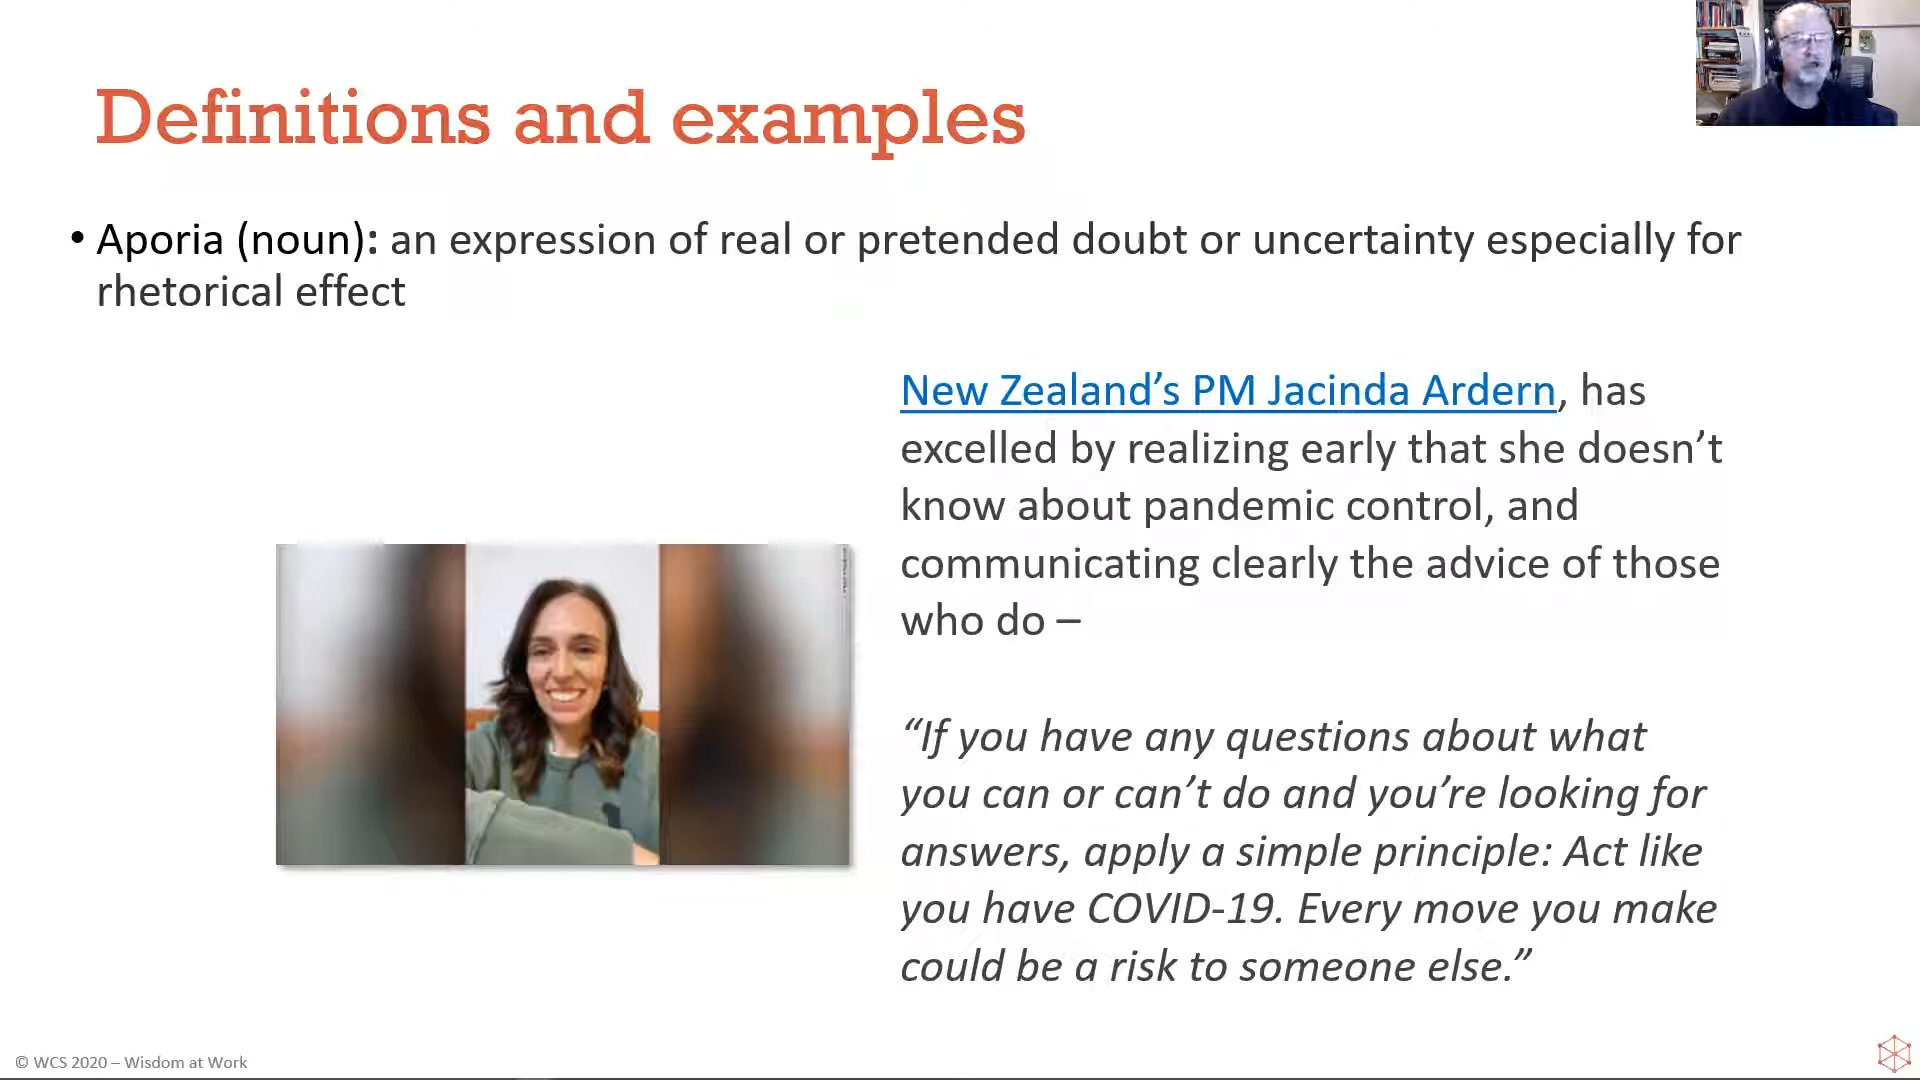 Definitions and examples
• Aporia (noun): an expression of real or pretended doubt or uncertainty especially for
rhetorical effect
New Zealand’s PM Jacinda Ardern, has
excelled by realizing early that she doesn’t
know about pandemic control, and
communicating clearly the advice of those
who do –
“If you have any questions about what
you can or can’t do and you’re looking for
answers, apply a simple principle: Act like
you have COVID-19. Every move you make
could be a risk to someone else.”
© WCS 2020 – Wisdom at Work